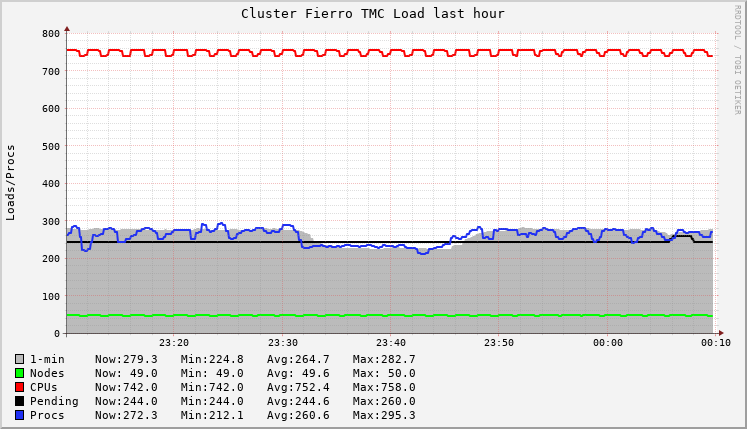 Cluster Fierro TMC Load last hour
RRDTOOL / TOBI OETIKER
Loads/Procs
800
700
600
500
400
300
200
100
0
23:20 23:30 23:40 23:50 00:00 00:10
1-min Now:279.3 Min:224.8 Avg:264.7 Max:282.7
Nodes Now: 49.0 Min: 49.0 Avg: 49.6 Max: 50.0
CPUs Now:742.0 Min:742.0 Avg:752.4 Max:758.0
Pending Now:244.0 Min:244.0 Avg:244.6 Max:260.0
Procs Now:272.3 Min:212.1 Avg:260.6 Max:295.3